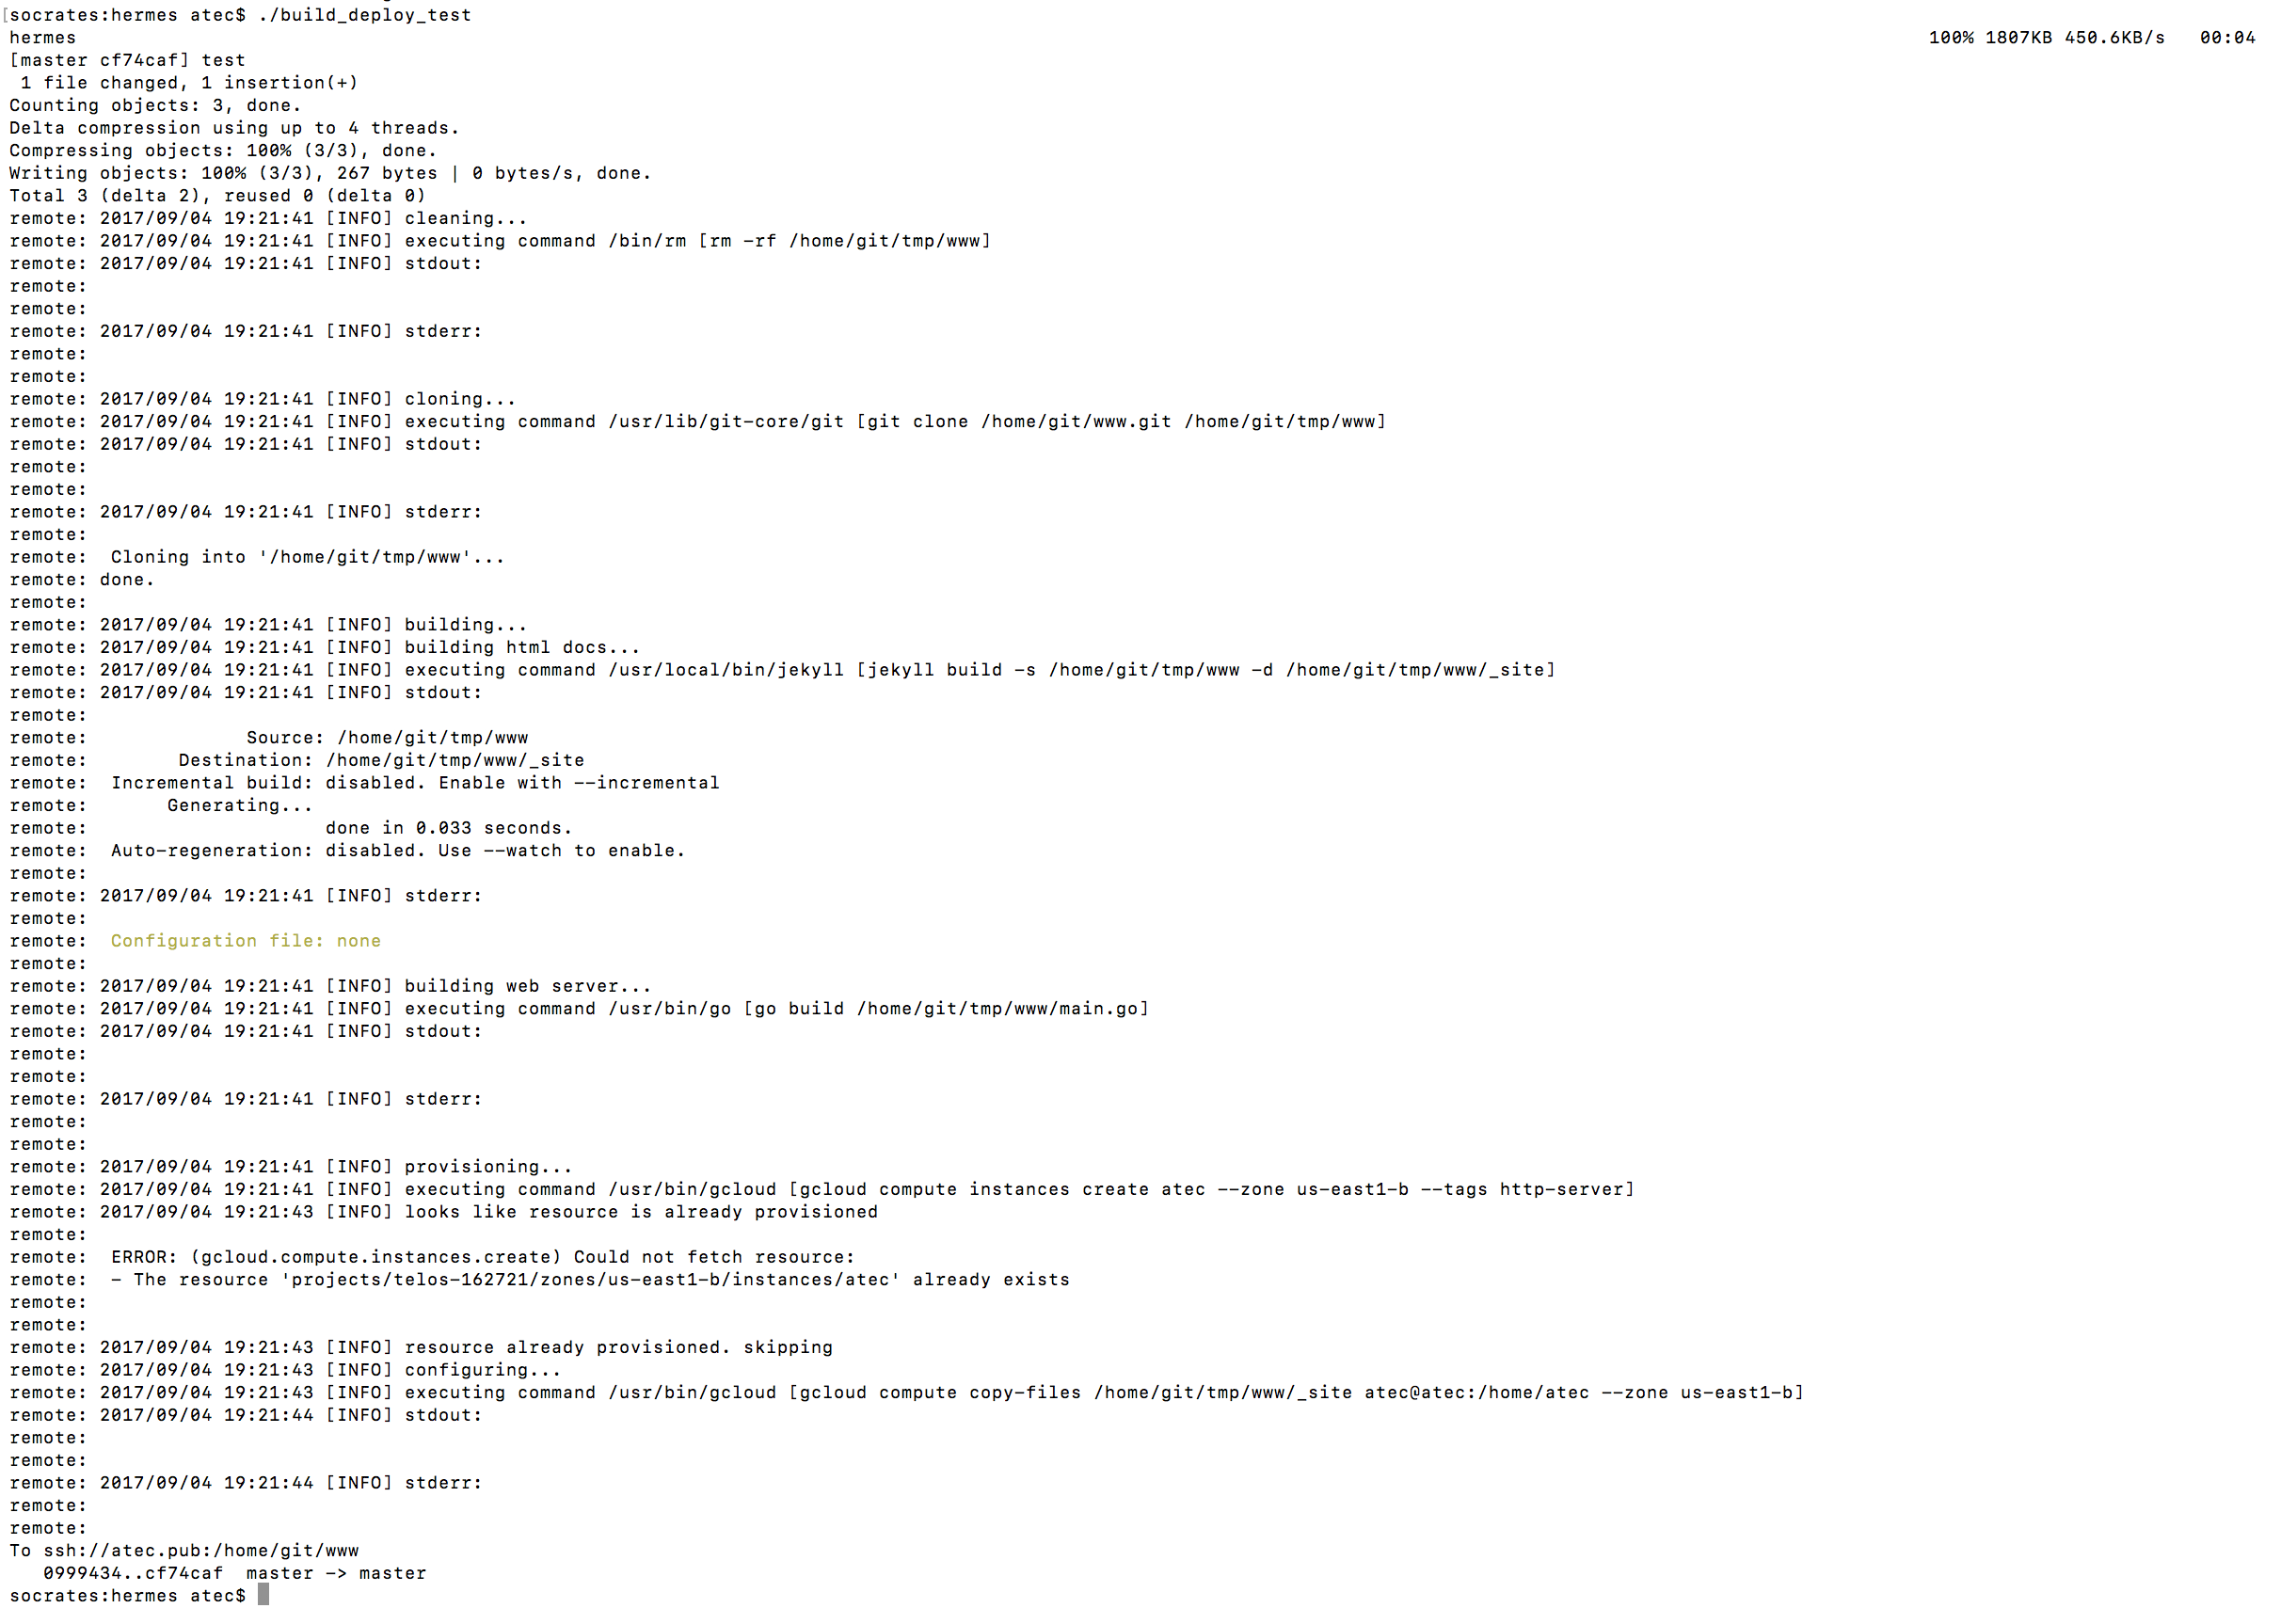 [socrates:hermes atec$ ./build_deploy_test
hermes                                                                 100% 1807KB 450.6KB/s   00:04
[master cf74caf] test
 1 file changed, 1 insertion(+)
Counting objects: 3, done.
Delta compression using up to 4 threads.
Compressing objects: 100% (3/3), done.
Writing objects: 100% (3/3), 267 bytes | 0 bytes/s, done.
Total 3 (delta 2), reused 0 (delta 0)
remote: 2017/09/04 19:21:41 [INFO] cleaning...
remote: 2017/09/04 19:21:41 [INFO] executing command /bin/rm [rm -rf /home/git/tmp/www]
remote: 2017/09/04 19:21:41 [INFO] stdout:
remote:
remote:
remote: 2017/09/04 19:21:41 [INFO] stderr:
remote:
remote:
remote: 2017/09/04 19:21:41 [INFO] cloning...
remote: 2017/09/04 19:21:41 [INFO] executing command /usr/lib/git-core/git [git clone /home/git/www.git /home/git/tmp/www]
remote: 2017/09/04 19:21:41 [INFO] stdout:
remote:
remote:
remote: 2017/09/04 19:21:41 [INFO] stderr:
remote:
remote:  Cloning into '/home/git/tmp/www'...
remote: done.
remote:
remote: 2017/09/04 19:21:41 [INFO] building...
remote: 2017/09/04 19:21:41 [INFO] building html docs...
remote: 2017/09/04 19:21:41 [INFO] executing command /usr/local/bin/jekyll [jekyll build -s /home/git/tmp/www -d /home/git/tmp/www/_site]
remote: 2017/09/04 19:21:41 [INFO] stdout:
remote:
remote:              Source: /home/git/tmp/www
remote:        Destination: /home/git/tmp/www/_site
remote:  Incremental build: disabled. Enable with --incremental
remote:       Generating...
remote:                     done in 0.033 seconds.
remote:  Auto-regeneration: disabled. Use --watch to enable.
remote:
remote: 2017/09/04 19:21:41 [INFO] stderr:
remote:
remote:  Configuration file: none
remote:
remote: 2017/09/04 19:21:41 [INFO] building web server...
remote: 2017/09/04 19:21:41 [INFO] executing command /usr/bin/go [go build /home/git/tmp/www/main.go]
remote: 2017/09/04 19:21:41 [INFO] stdout:
remote:
remote:
remote: 2017/09/04 19:21:41 [INFO] stderr:
remote:
remote:
remote: 2017/09/04 19:21:41 [INFO] provisioning...
remote: 2017/09/04 19:21:41 [INFO] executing command /usr/bin/gcloud [gcloud compute instances create atec --zone us-east1-b --tags http-server]
remote: 2017/09/04 19:21:43 [INFO] looks like resource is already provisioned
remote:
remote:  ERROR: (gcloud.compute.instances.create) Could not fetch resource:
remote:  - The resource 'projects/telos-162721/zones/us-east1-b/instances/atec' already exists
remote:
remote:
remote: 2017/09/04 19:21:43 [INFO] resource already provisioned. skipping
remote: 2017/09/04 19:21:43 [INFO] configuring...
remote: 2017/09/04 19:21:43 [INFO] executing command /usr/bin/gcloud [gcloud compute copy-files /home/git/tmp/www/_site atec@atec:/home/atec --zone us-east1-b]
remote: 2017/09/04 19:21:44 [INFO] stdout:
remote:
remote:
remote: 2017/09/04 19:21:44 [INFO] stderr:
remote:
remote:
To ssh://atec.pub:/home/git/www
   0999434..cf74caf  master -> master
socrates:hermes atec$